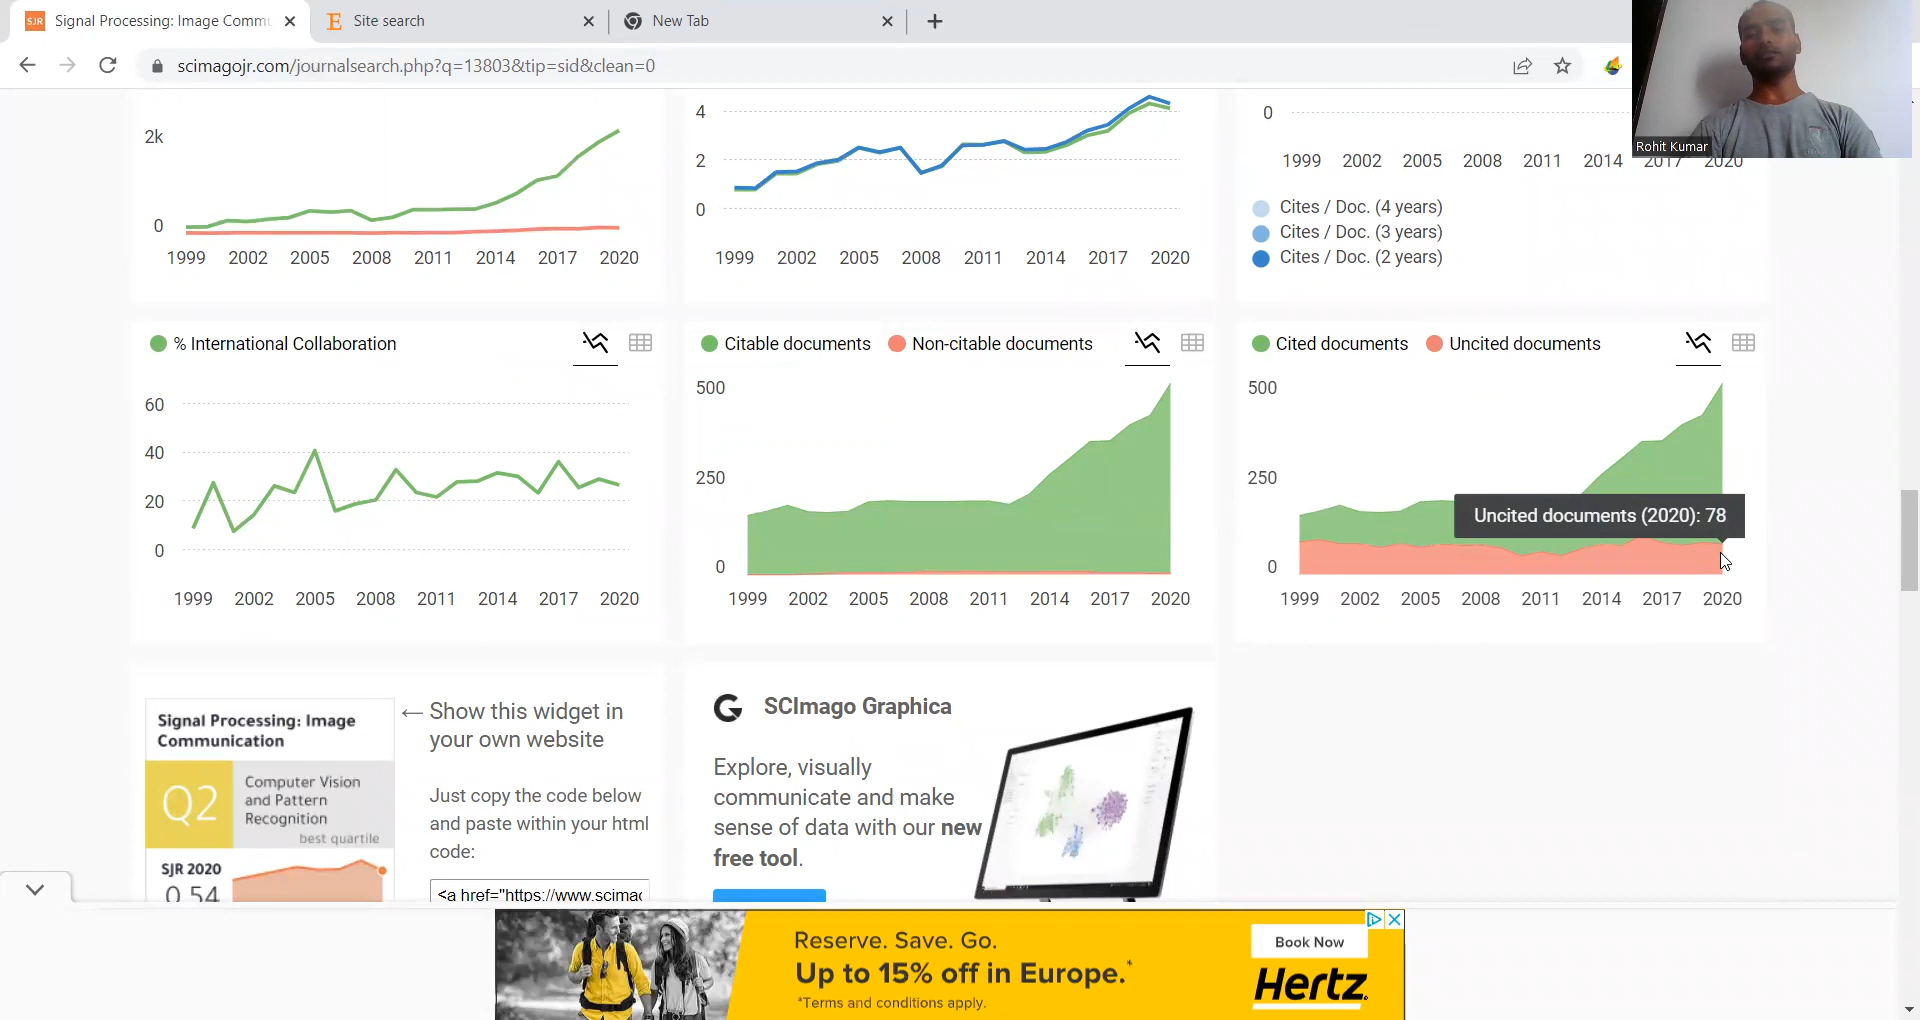 SJR Signal Processing: Image Commu
Site search
New Tab
scimagojr.com/journalsearch.php?q=13803&tip=sid&clean=0
Rohit Kumar
2k
0
1999 2002 2005 2008 2011 2014 2017 2020
4
2
0
1999 2002 2005 2008 2011 2014 2017 2020
0
1999 2002 2005 2008 2011 2014 2017 2020
Cites / Doc. (4 years)
Cites / Doc. (3 years)
Cites / Doc. (2 years)
% International Collaboration
60
40
20
0
1999 2002 2005 2008 2011 2014 2017 2020
Citable documents Non-citable documents
500
250
0
1999 2002 2005 2008 2011 2014 2017 2020
Cited documents Uncited documents
500
250
0
Uncited documents (2020): 78
1999 2002 2005 2008 2011 2014 2017 2020
Signal Processing: Image
Communication
Q2
Computer Vision
and Pattern
Recognition
best quartile
SJR 2020
0.54
← Show this widget in
your own website
Just copy the code below
and paste within your html
code:
<a href="https://www.scimac
SCImago Graphica
Explore, visually
communicate and make
sense of data with our new
free tool.
Reserve. Save. Go.
Up to 15% off in Europe.*
*Terms and conditions apply.
Book Now
Hertz.